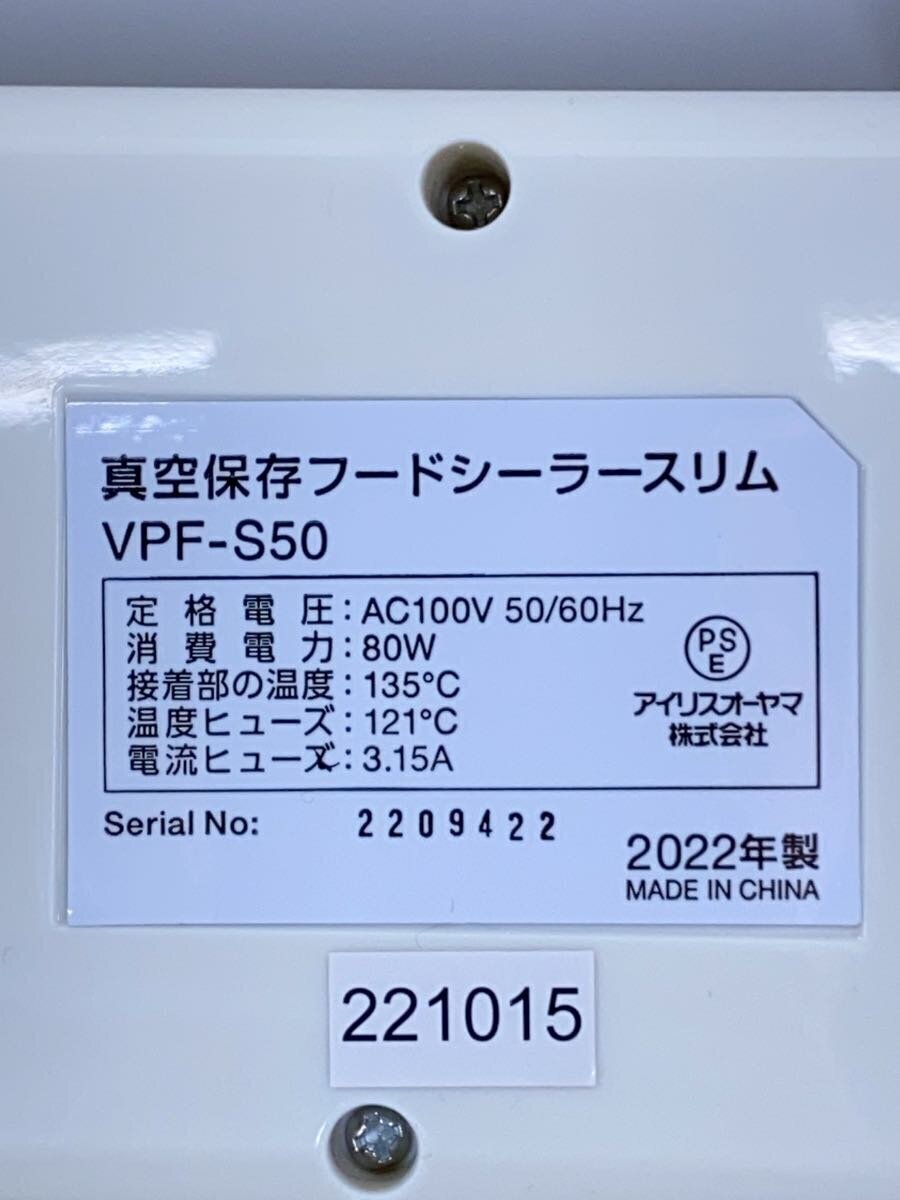 真空保存フードシーラースリム
VPF-S50
定格電圧：AC100V 50/60Hz
消費電力：80W
接着部の温度：135°C
温度ヒューズ：121°C
電流ヒューズ：3.15A
PS
E
アイリスオーヤマ
株式会社
Serial No: 2209422
2022年製
MADE IN CHINA
221015